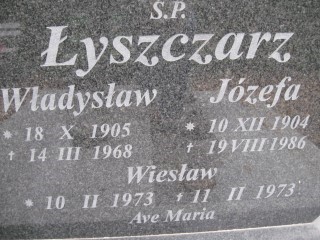 S.P.
Łyszczarz
Władysław Józefa
* 18 X 1905 * 10 XII 1904
† 14 III 1968 † 19 VIII 1986
Wiesław
* 10 II 1973 † 11 II 1973
Ave Maria